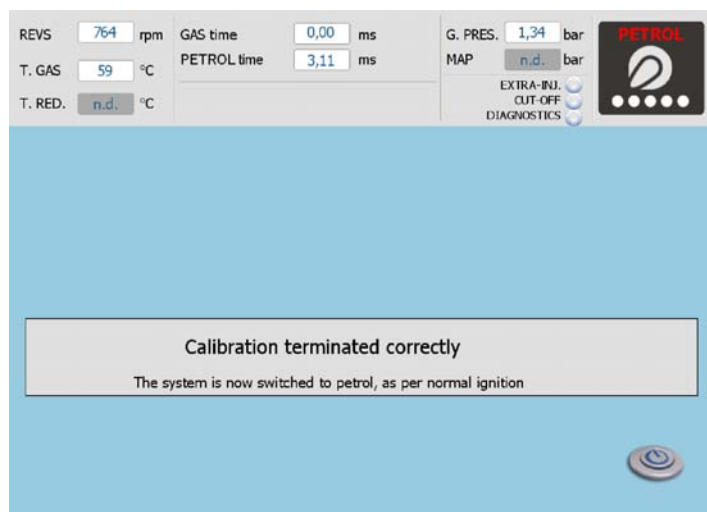 REVS 764 rpm GAS time 0,00 ms G. PRES. 1,34 bar PETROL
T. GAS 59 °C PETROL time 3,11 ms MAP n.d. bar
T. RED. n.d. °C
EXTRA-INJ.
CUT-OFF
DIAGNOSTICS
Calibration terminated correctly
The system is now switched to petrol, as per normal ignition